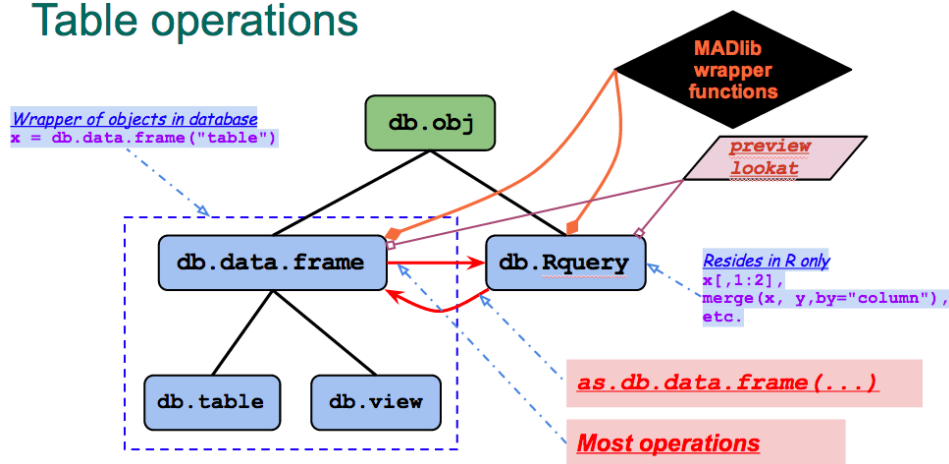 Table operations
MADlib
wrapper
functions
Wrapper of objects in database
x = db.data.frame("table")
db.obj
preview
lookat
db.data.frame
db.Rquery
Resides in R only
x[,1:2],
merge(x, y,by="column"),
etc.
as.db.data.frame(...)
db.table
db.view
Most operations